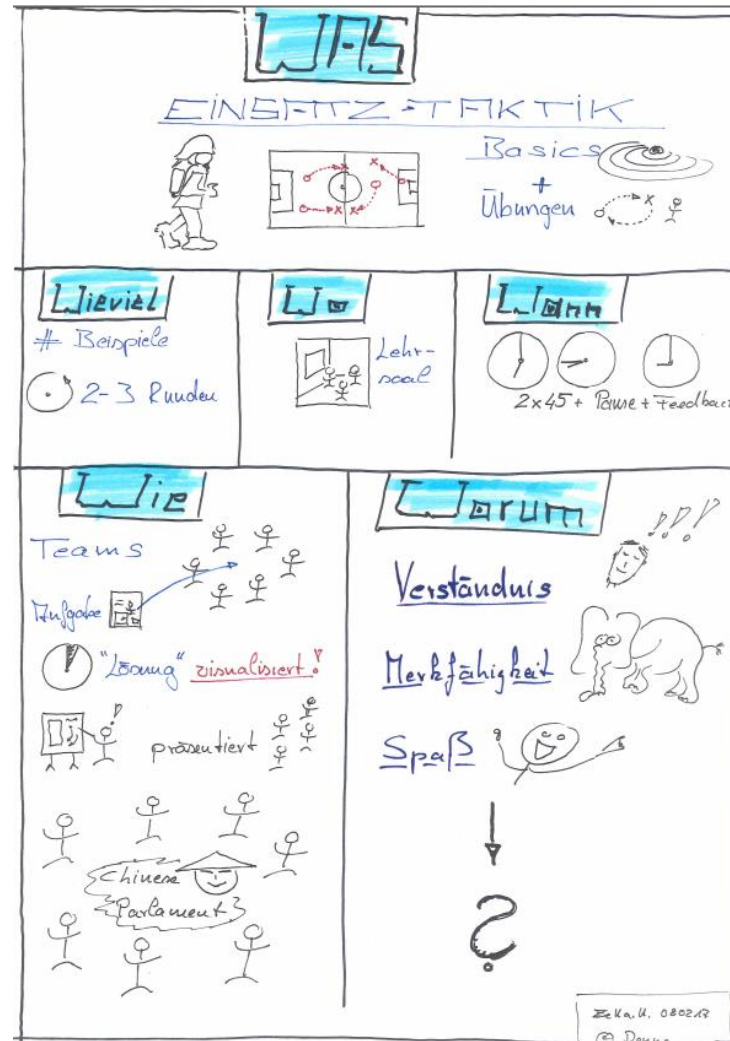 WAS
EINSATZ-TAKTIK
Basics
+
Übungen
Wieviel
# Beispiele
2-3 Runden
Wo
Lehr-
saal
Wann
2x45 + Pause + Feedback
Wie
Teams
Aufgabe
"Lösung" visualisiert!
präsentiert
Chinese
Parlament
Warum
!!!
Verständnis
Merkfähigkeit
Spaß
?
080217